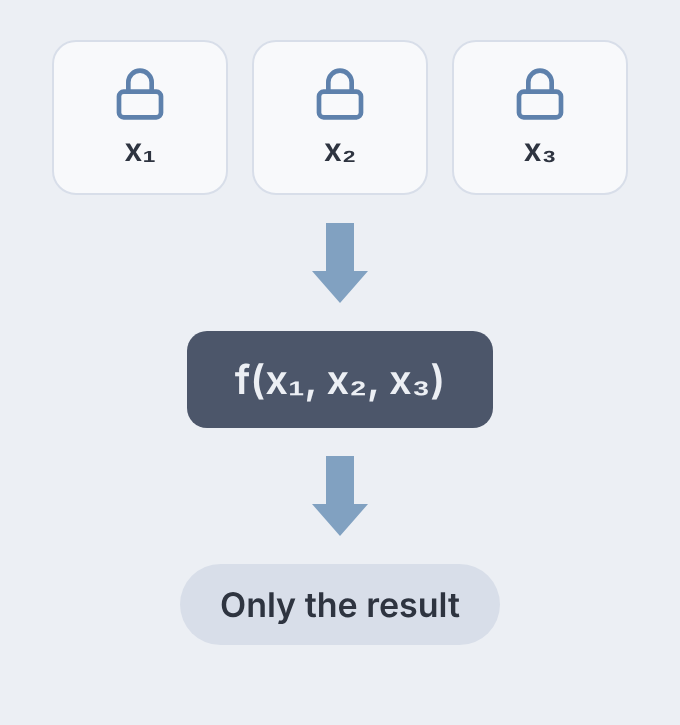 x₁
x₂
x₃
f(x₁, x₂, x₃)
Only the result